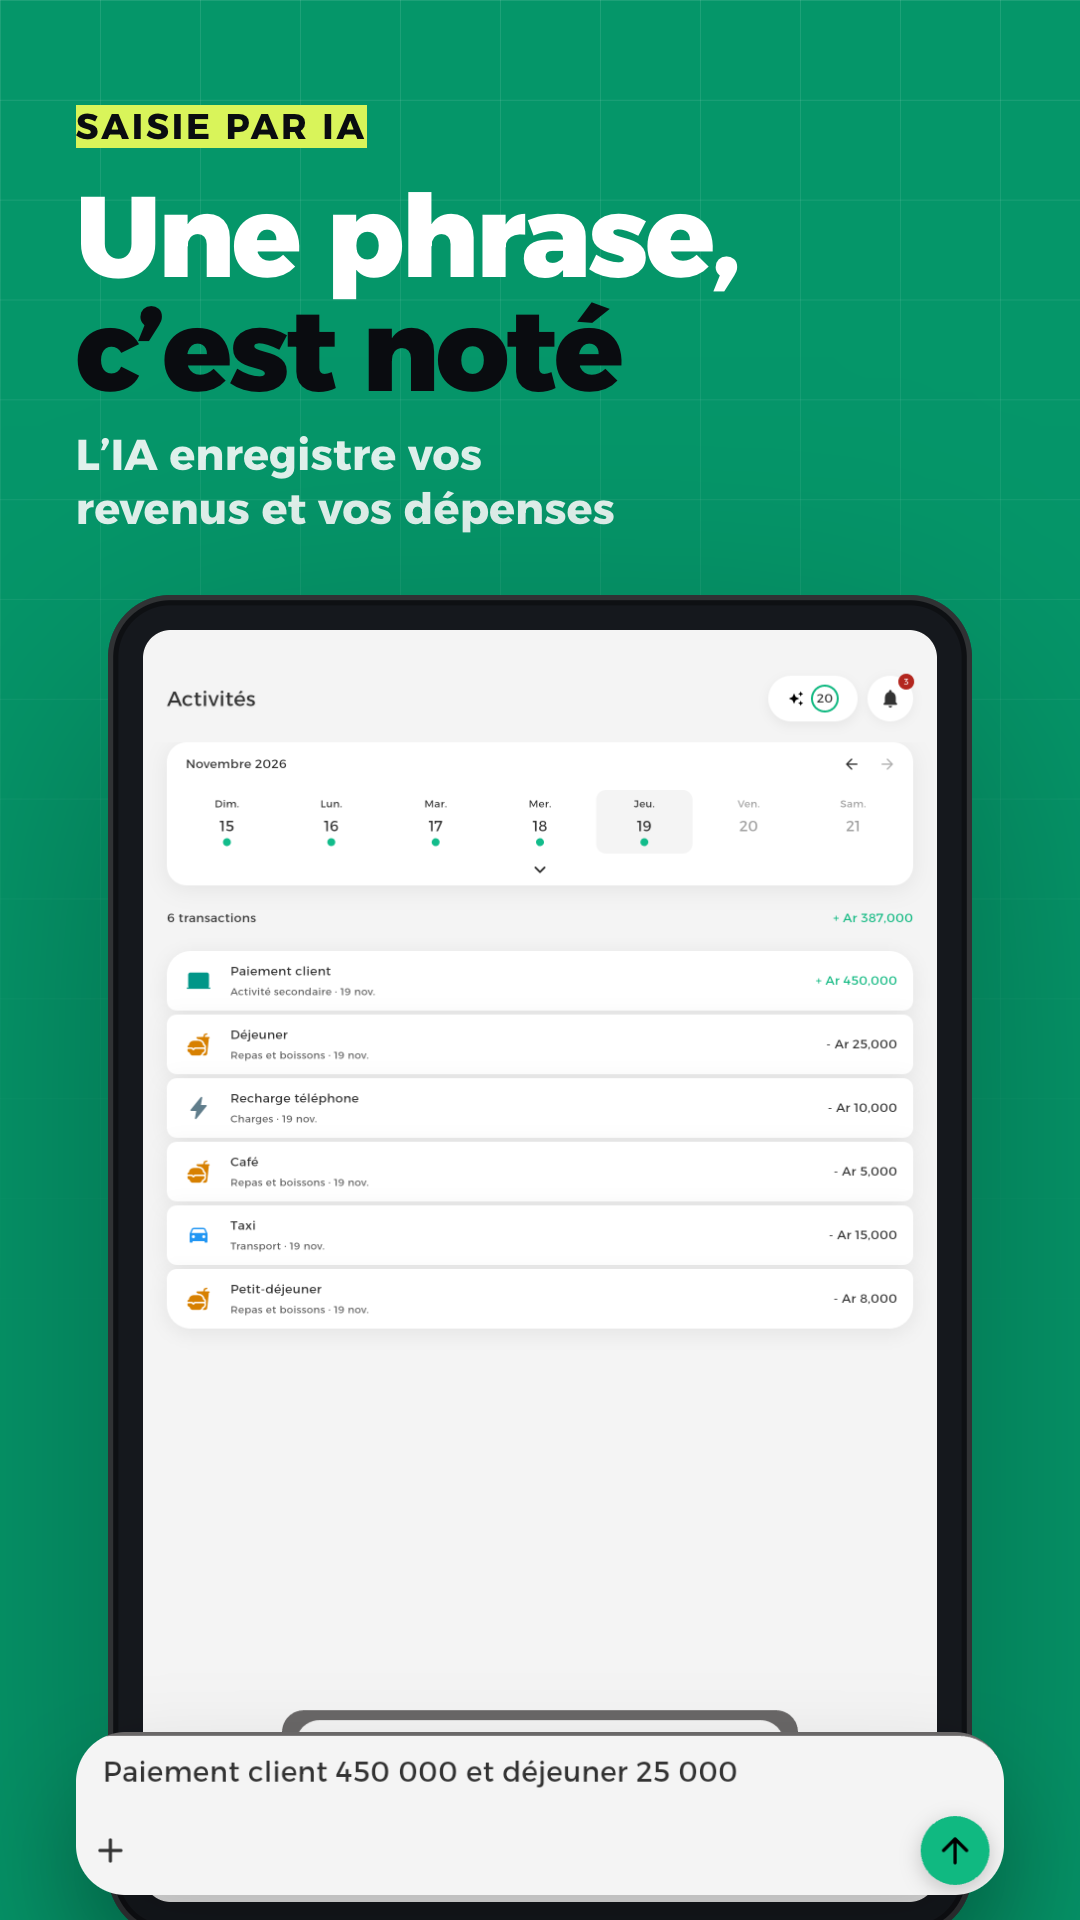 SAISIE PAR IA
Une phrase,
c’est noté
L’IA enregistre vos
revenus et vos dépenses
Activités
20
3
Novembre 2026
Dim. Lun. Mar. Mer. Jeu. Ven. Sam.
15 16 17 18 19 20 21
6 transactions + Ar 387,000
Paiement client
+ Ar 450,000
Activité secondaire · 19 nov.
Déjeuner
- Ar 25,000
Repas et boissons · 19 nov.
Recharge téléphone
- Ar 10,000
Charges · 19 nov.
Café
- Ar 5,000
Repas et boissons · 19 nov.
Taxi
- Ar 15,000
Transport · 19 nov.
Petit-déjeuner
- Ar 8,000
Repas et boissons · 19 nov.
Paiement client 450 000 et déjeuner 25 000